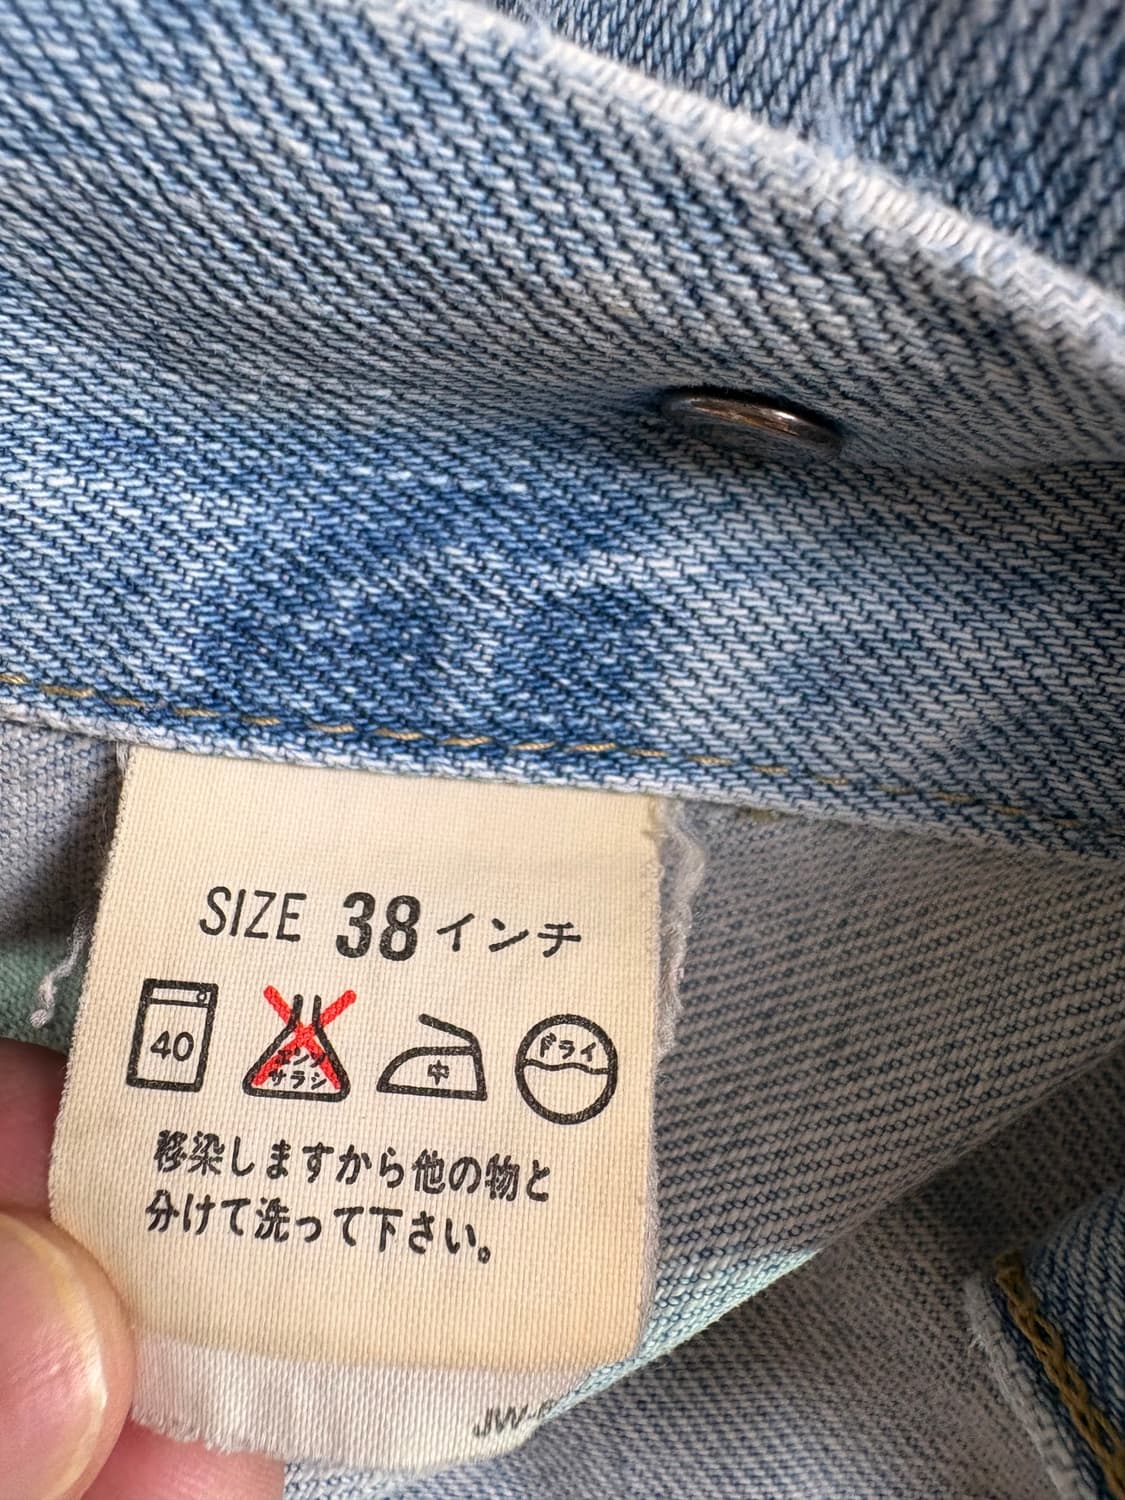 SIZE 38インチ
40
エンソ
サラシ
中
ドライ
移染しますから他の物と
分けて洗って下さい。
JW-